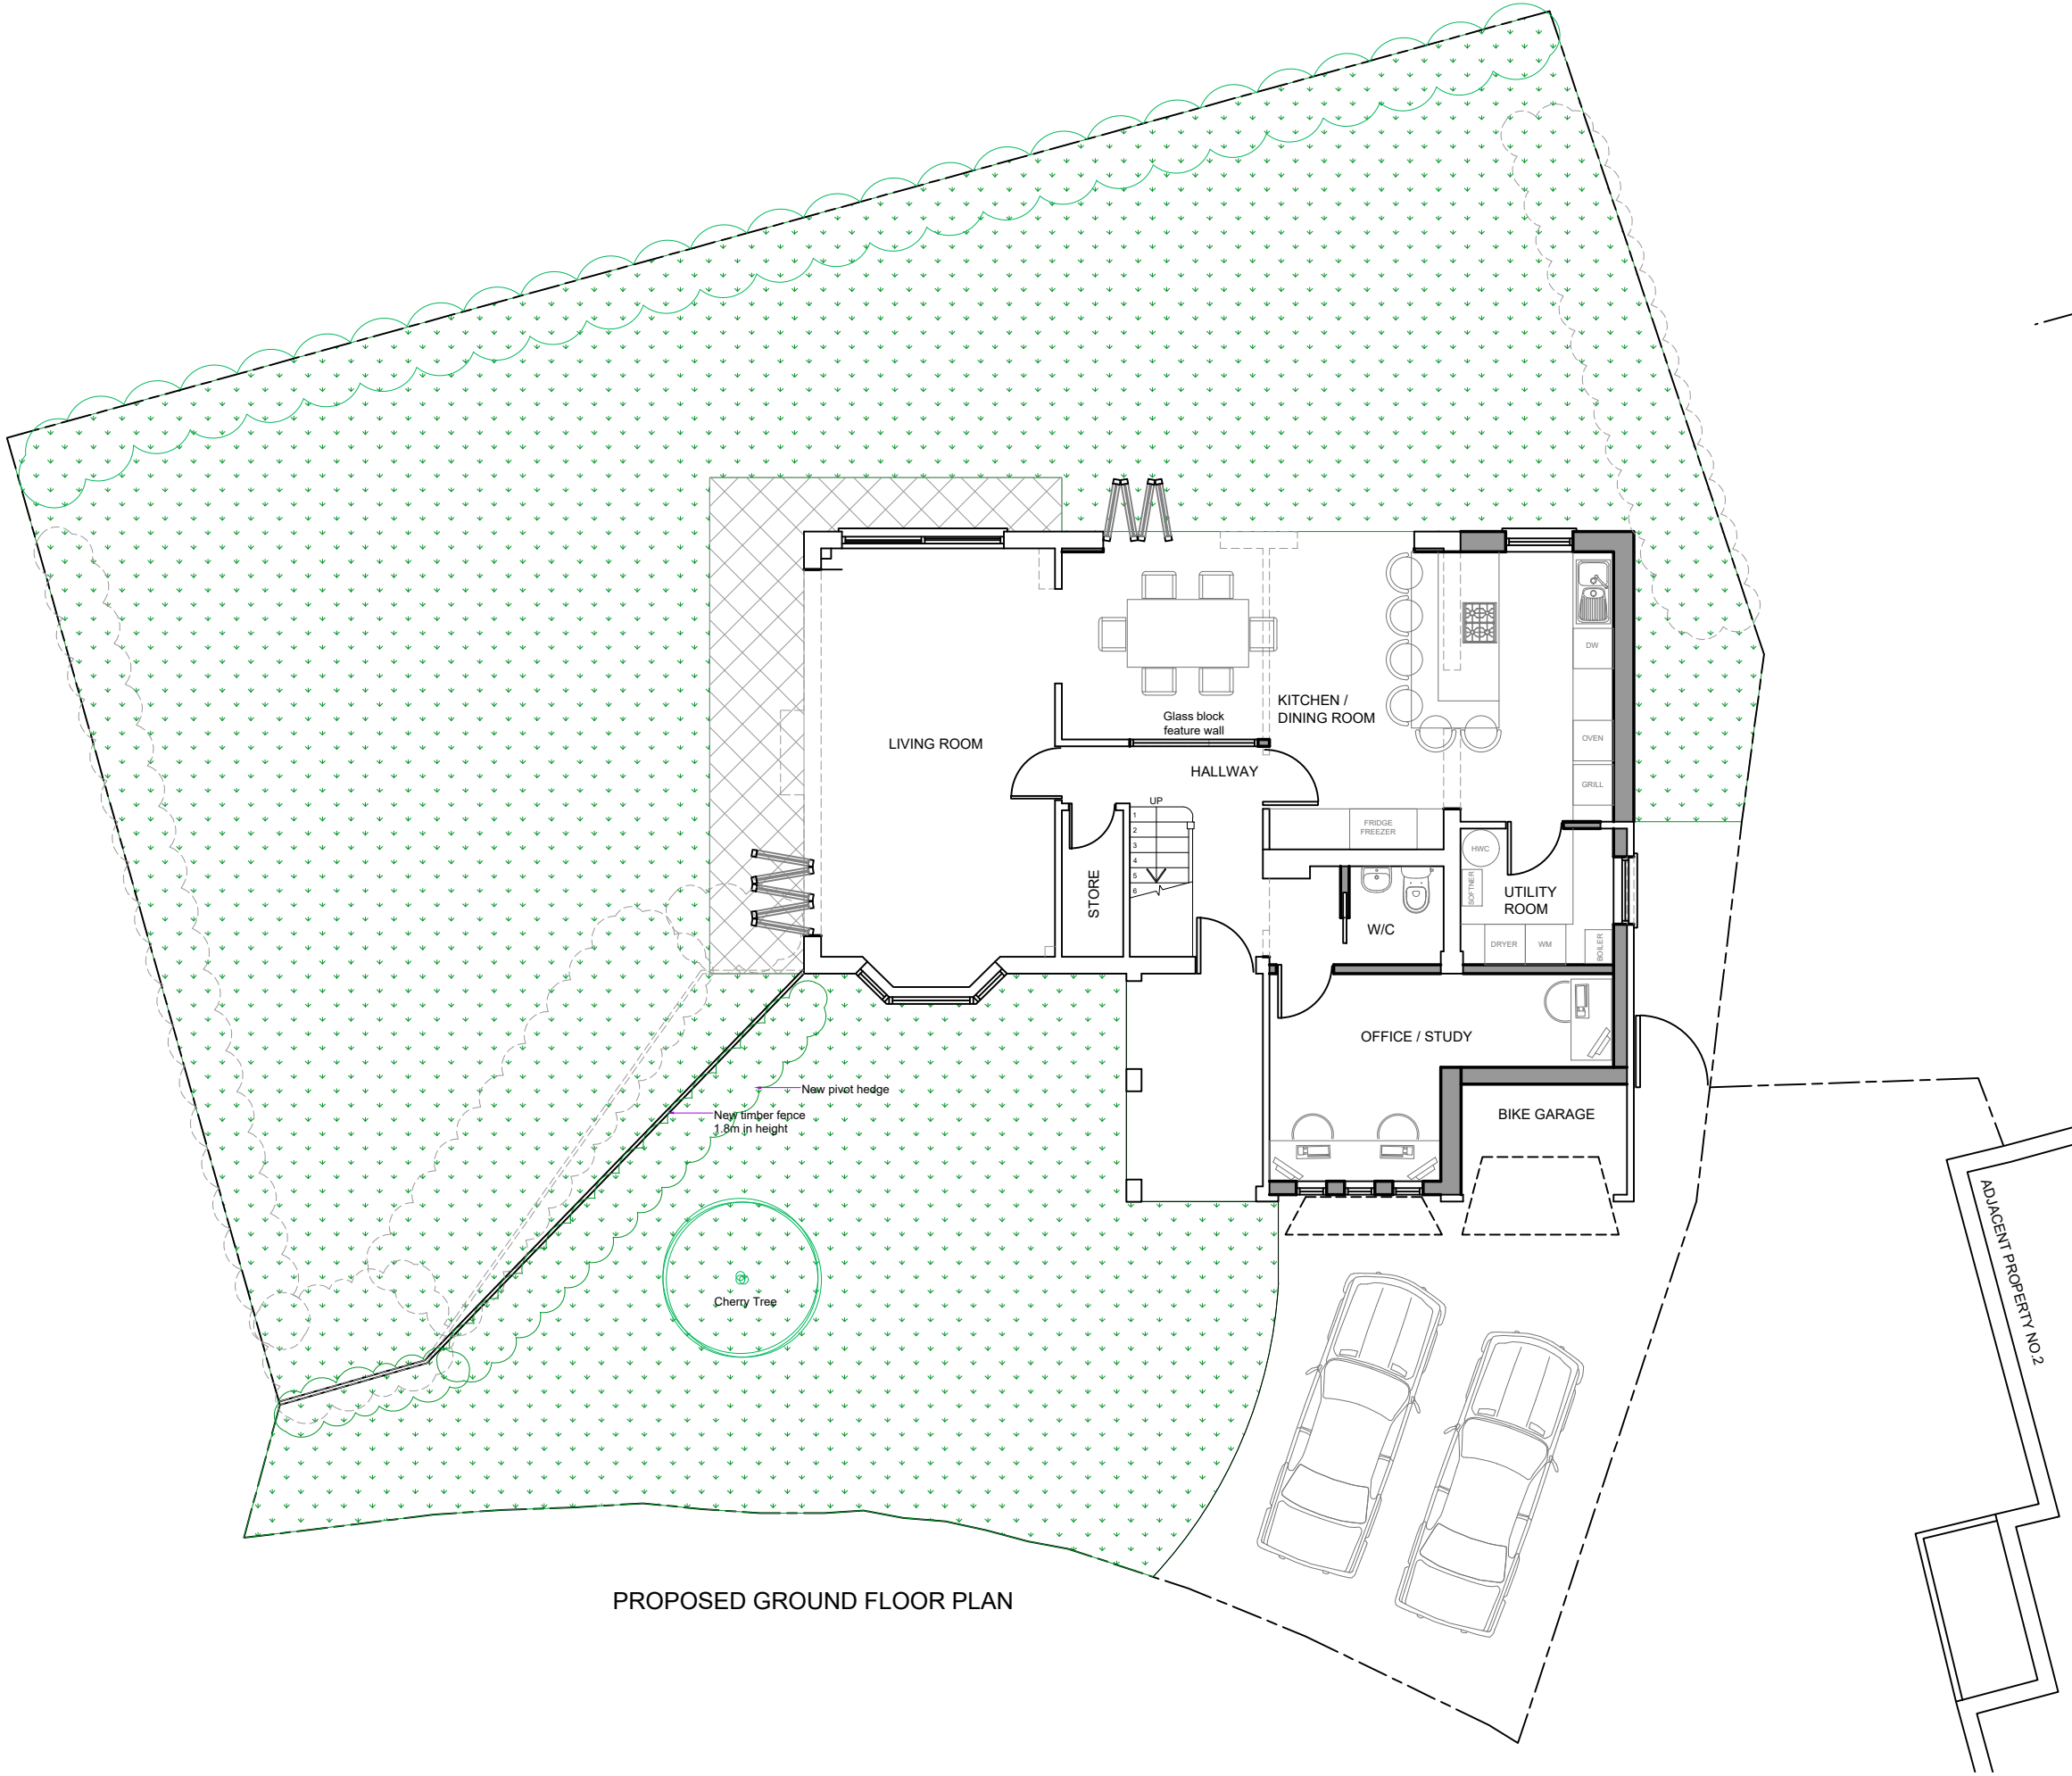 DW
KITCHEN /
DINING ROOM
Glass block
feature wall
OVEN
LIVING ROOM
HALLWAY
GRILL
UP
1
2
3
4
5
6
FRIDGE
FREEZER
HWC
STORE
SOFTNER
UTILITY
ROOM
W/C
DRYER
WM
BOILER
OFFICE / STUDY
New pivot hedge
New timber fence
1.8m in height
BIKE GARAGE
ADJACENT PROPERTY NO.2
Cherry Tree
PROPOSED GROUND FLOOR PLAN